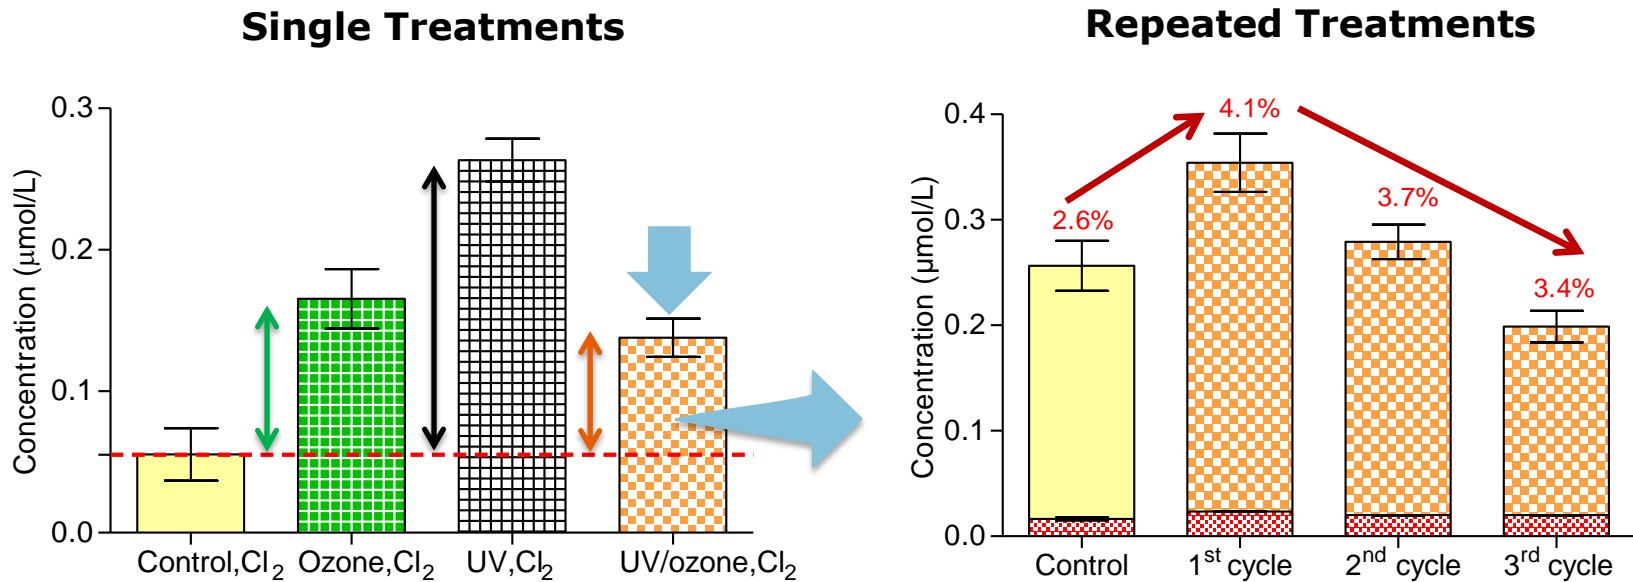 Single Treatments
Concentration (μmol/L)
0.3
0.2
0.1
0.0
Control,Cl₂ Ozone,Cl₂ UV,Cl₂ UV/ozone,Cl₂
Repeated Treatments
Concentration (μmol/L)
0.4
0.3
0.2
0.1
0.0
2.6%
4.1%
3.7%
3.4%
Control 1ˢᵗ cycle 2ⁿᵈ cycle 3ʳᵈ cycle